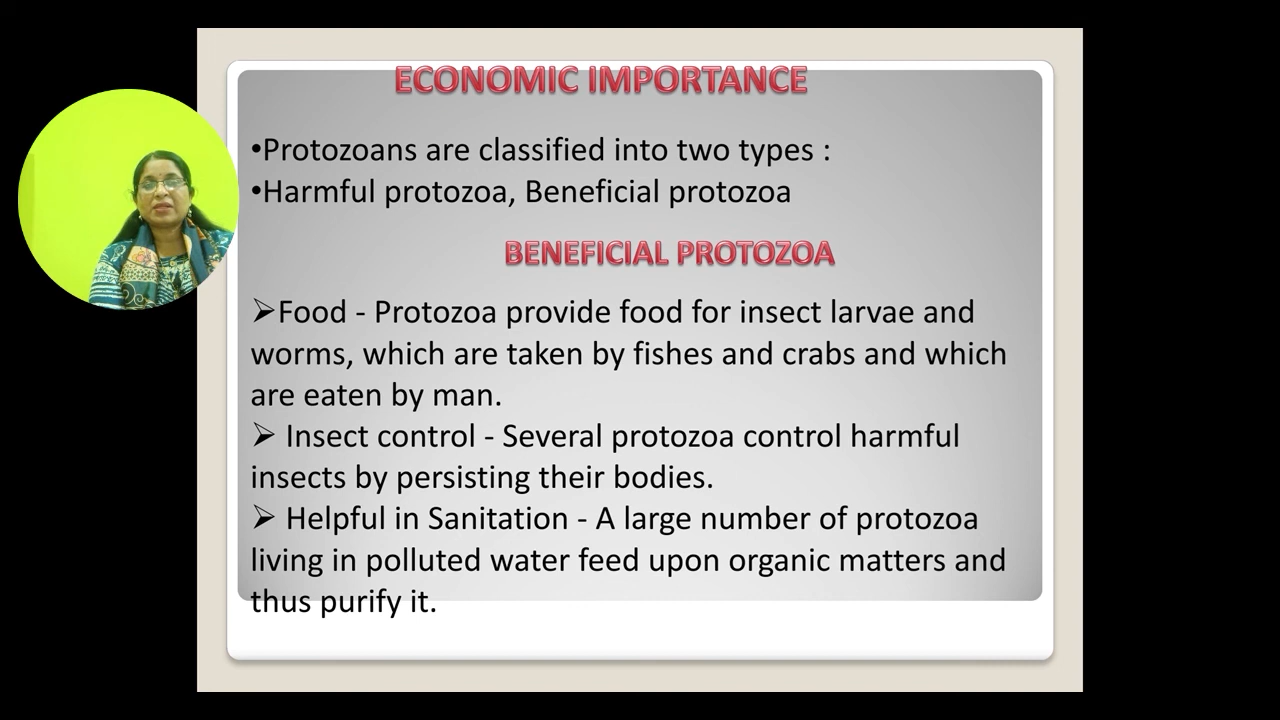 ECONOMIC IMPORTANCE
•Protozoans are classified into two types :
•Harmful protozoa, Beneficial protozoa
BENEFICIAL PROTOZOA
➢Food - Protozoa provide food for insect larvae and
worms, which are taken by fishes and crabs and which
are eaten by man.
➢ Insect control - Several protozoa control harmful
insects by persisting their bodies.
➢ Helpful in Sanitation - A large number of protozoa
living in polluted water feed upon organic matters and
thus purify it.